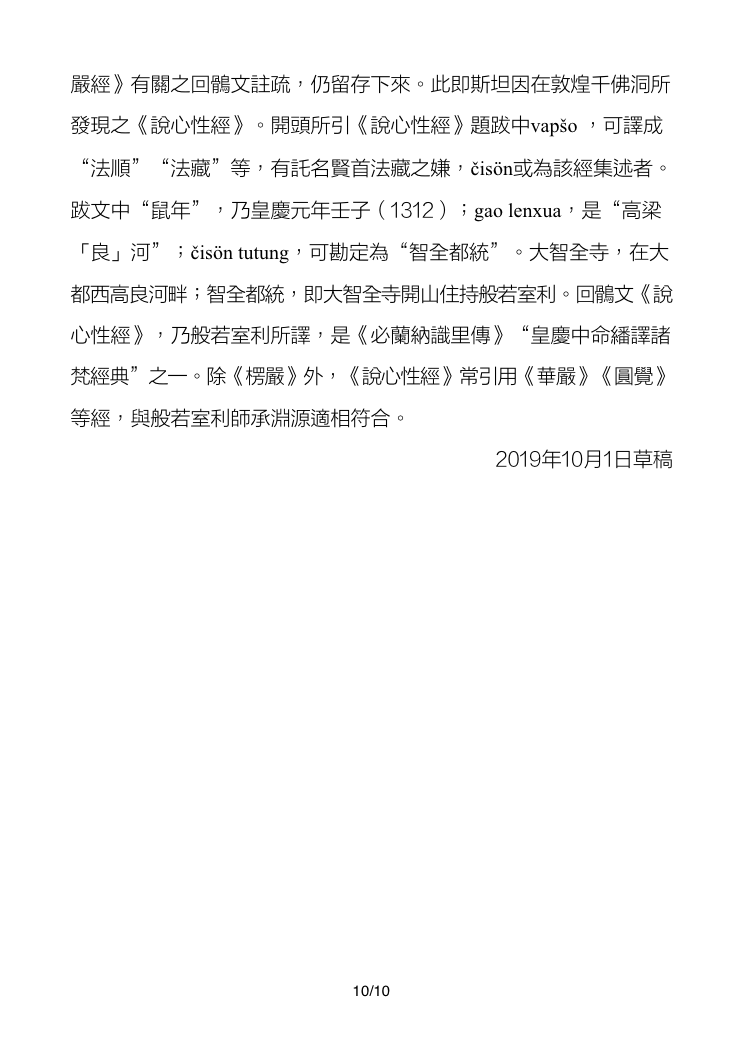 嚴經》有關之回鶻文註疏，仍留存下來。此即斯坦因在敦煌千佛洞所
發現之《說心性經》。開頭所引《說心性經》題跋中vapšo ，可譯成
“法順”“法藏”等，有託名賢首法藏之嫌，čisön或為該經集述者。
跋文中“鼠年”，乃皇慶元年壬子（1312）；gao lenxua，是“高梁
「良」河”；čisön tutung，可勘定為“智全都統”。大智全寺，在大
都西高良河畔；智全都統，即大智全寺開山住持般若室利。回鶻文《說
心性經》，乃般若室利所譯，是《必蘭納識里傳》“皇慶中命繙譯諸
梵經典”之一。除《楞嚴》外，《說心性經》常引用《華嚴》《圓覺》
等經，與般若室利師承淵源適相符合。
2019年10月1日草稿
10/10